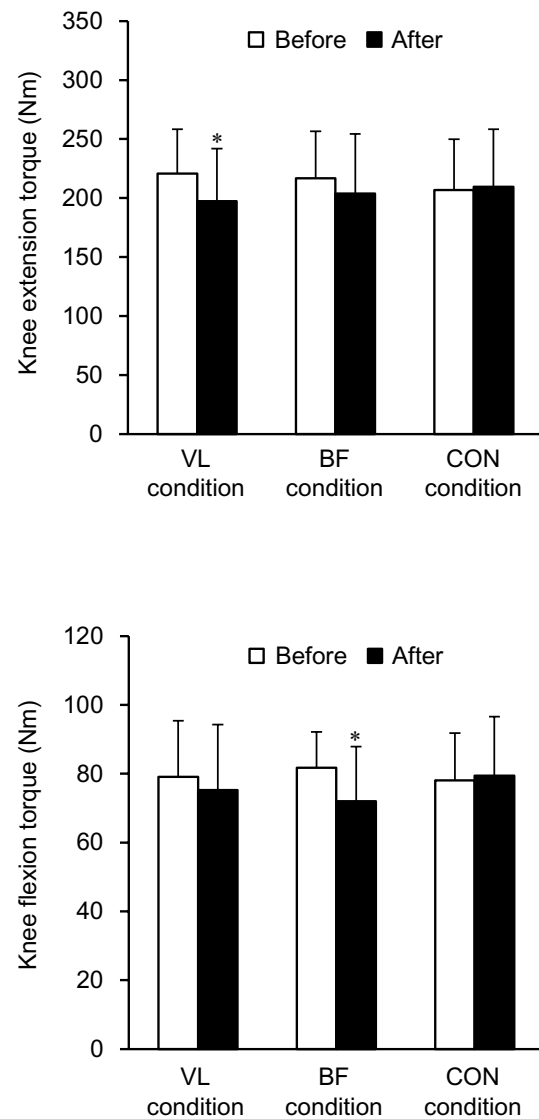 Knee extension torque (Nm)
350
300
250
200
150
100
50
0
Before After
*
VL condition
BF condition
CON condition
Knee flexion torque (Nm)
120
100
80
60
40
20
0
Before After
*
VL condition
BF condition
CON condition